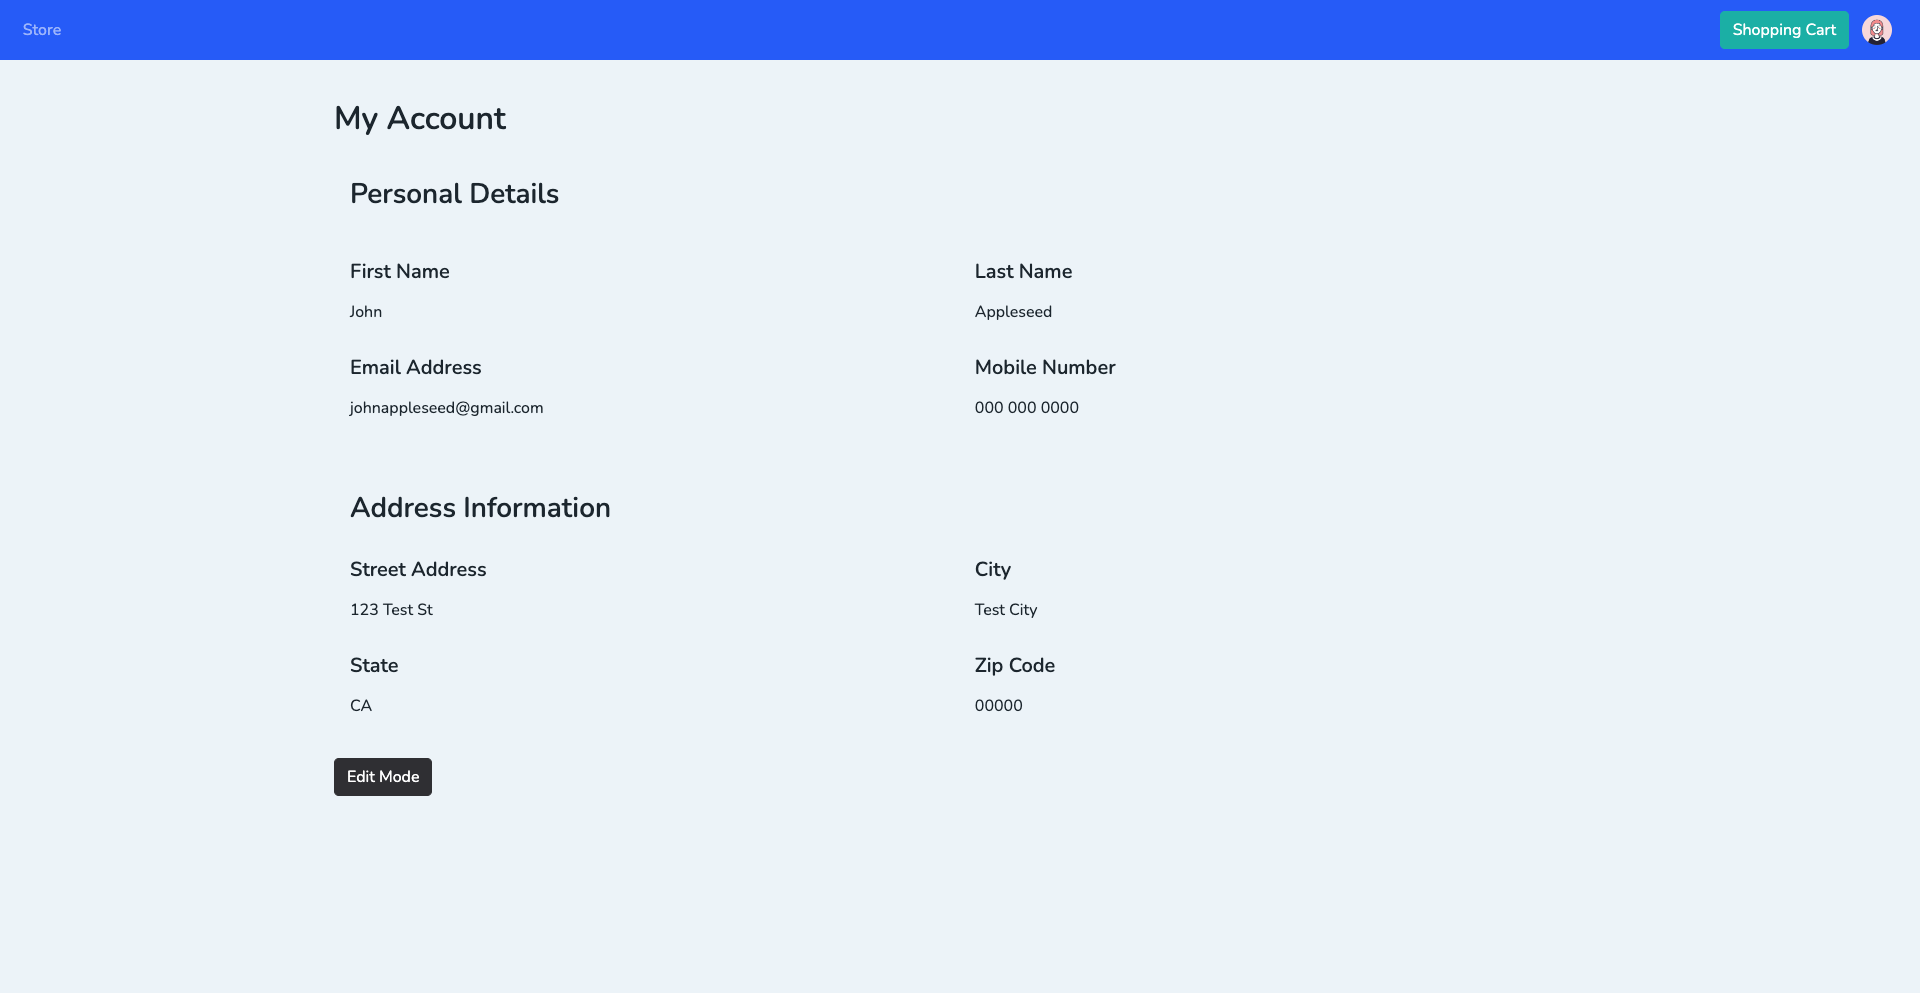 Store
Shopping Cart
My Account
Personal Details
First Name
Last Name
John
Appleseed
Email Address
Mobile Number
johnappleseed@gmail.com
000 000 0000
Address Information
Street Address
City
123 Test St
Test City
State
Zip Code
CA
00000
Edit Mode